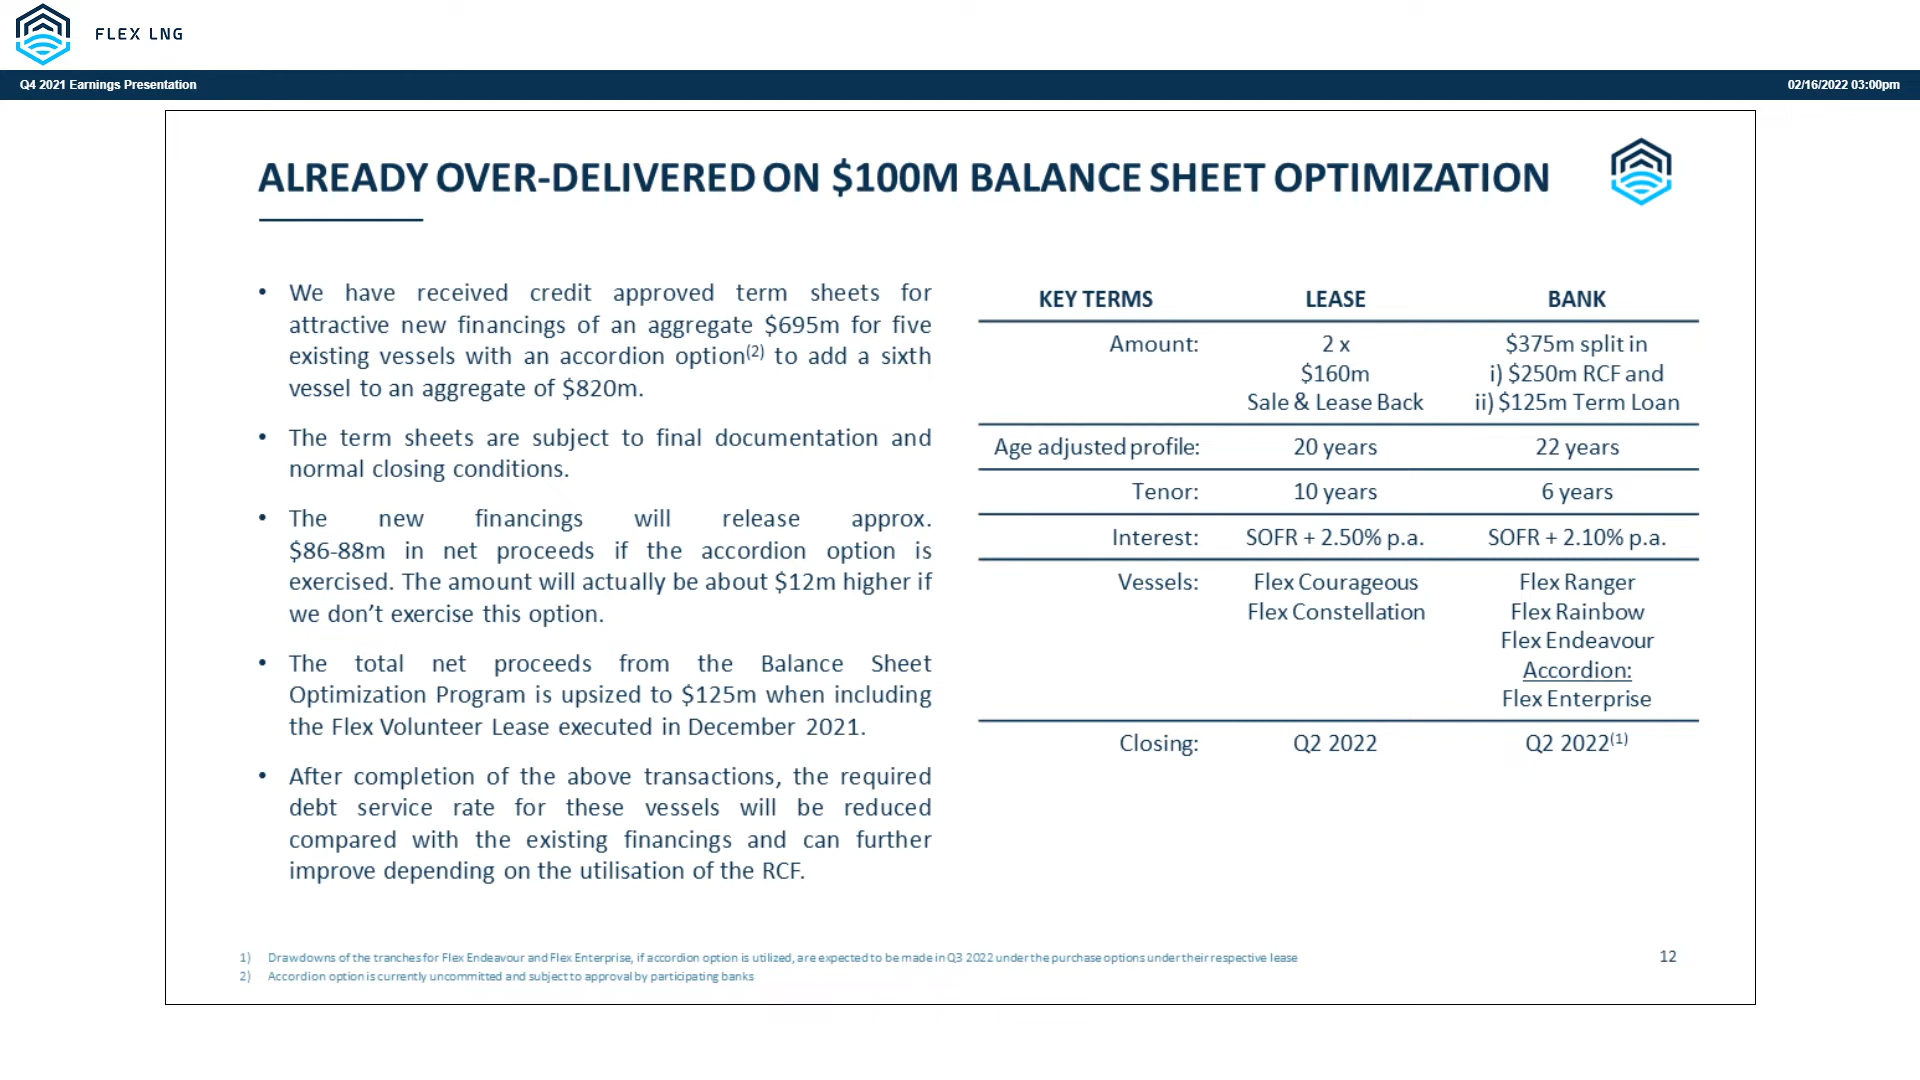 FLEX LNG
Q4 2021 Earnings Presentation
02/16/2022 03:00pm
ALREADY OVER-DELIVERED ON $100M BALANCE SHEET OPTIMIZATION
• We have received credit approved term sheets for
attractive new financings of an aggregate $695m for five
existing vessels with an accordion option(2) to add a sixth
vessel to an aggregate of $820m.
• The term sheets are subject to final documentation and
normal closing conditions.
• The new financings will release approx.
$86-88m in net proceeds if the accordion option is
exercised. The amount will actually be about $12m higher if
we don’t exercise this option.
• The total net proceeds from the Balance Sheet
Optimization Program is upsized to $125m when including
the Flex Volunteer Lease executed in December 2021.
• After completion of the above transactions, the required
debt service rate for these vessels will be reduced
compared with the existing financings and can further
improve depending on the utilisation of the RCF.
KEY TERMS LEASE BANK
Amount: 2 x $375m split in
$160m i) $250m RCF and
Sale & Lease Back ii) $125m Term Loan
Age adjusted profile: 20 years 22 years
Tenor: 10 years 6 years
Interest: SOFR + 2.50% p.a. SOFR + 2.10% p.a.
Vessels: Flex Courageous Flex Ranger
Flex Constellation Flex Rainbow
Flex Endeavour
Accordion:
Flex Enterprise
Closing: Q2 2022 Q2 2022(1)
1) Drawdowns of the tranches for Flex Endeavour and Flex Enterprise, if accordion option is utilized, are expected to be made in Q3 2022 under the purchase options under their respective lease
2) Accordion option is currently uncommitted and subject to approval by participating banks
12